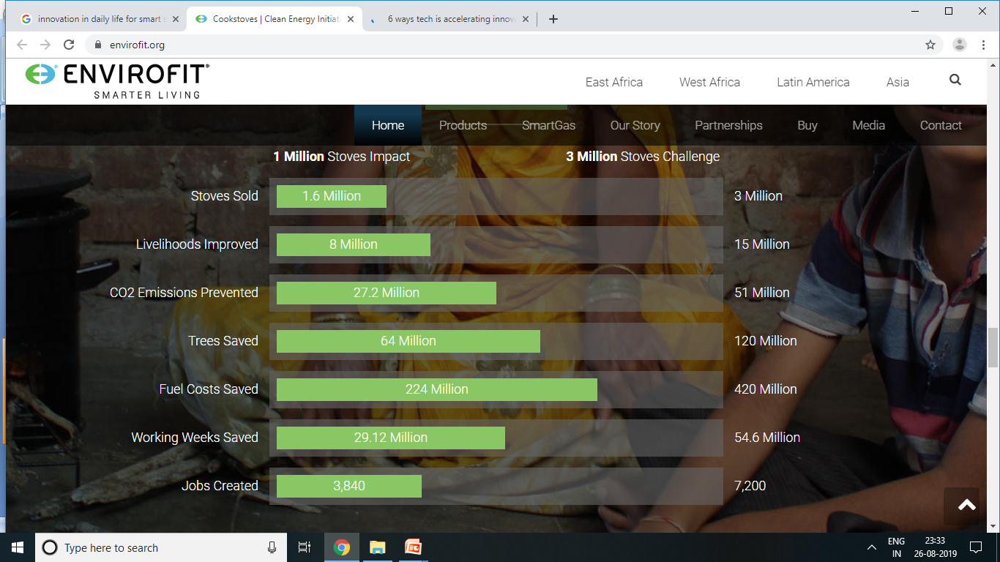 innovation in daily life for smart
Cookstoves | Clean Energy Initiat
6 ways tech is accelerating innov
envirofit.org
ENVIROFIT®
SMARTER LIVING
East Africa West Africa Latin America Asia
Home Products SmartGas Our Story Partnerships Buy Media Contact
1 Million Stoves Impact 3 Million Stoves Challenge
Stoves Sold 1.6 Million 3 Million
Livelihoods Improved 8 Million 15 Million
CO2 Emissions Prevented 27.2 Million 51 Million
Trees Saved 64 Million 120 Million
Fuel Costs Saved 224 Million 420 Million
Working Weeks Saved 29.12 Million 54.6 Million
Jobs Created 3,840 7,200
Type here to search
ENG
IN
23:33
26-08-2019